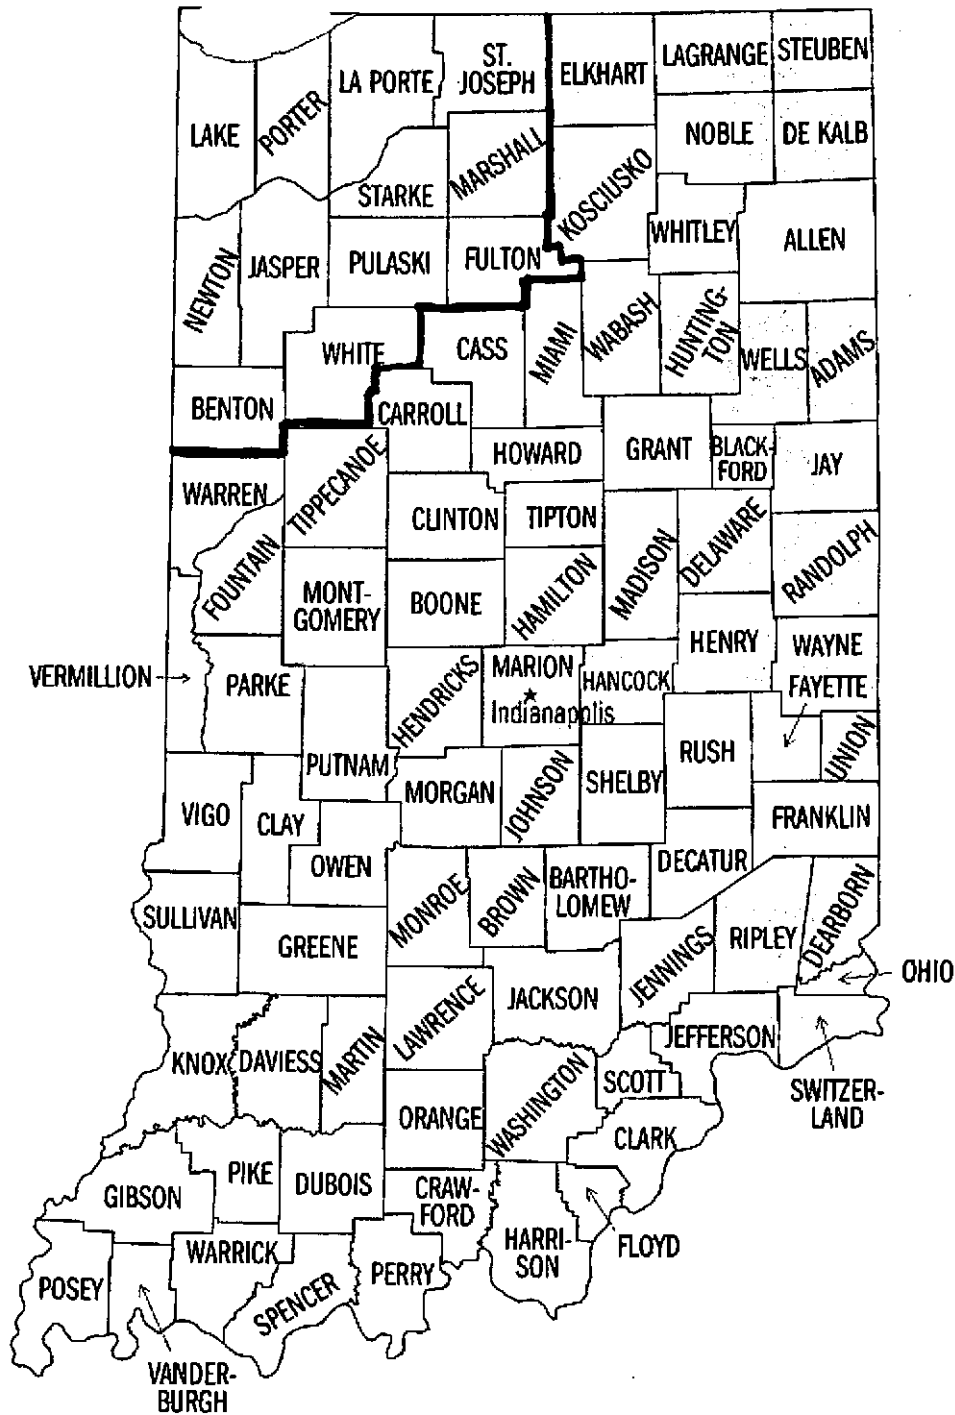 ST.
JOSEPH
ELKHART
LAGRANGE
STEUBEN
LA PORTE
LAKE
PORTER
NOBLE
DE KALB
MARSHALL
STARKE
KOSCIUSKO
WHITLEY
ALLEN
NEWTON
JASPER
PULASKI
FULTON
WHITE
CASS
MIAMI
WABASH
HUNTING-
TON
WELLS
ADAMS
BENTON
CARROLL
HOWARD
GRANT
BLACK-
FORD
JAY
WARREN
TIPPECANOE
CLINTON
TIPTON
MADISON
DELAWARE
RANDOLPH
FOUNTAIN
MONT-
GOMERY
BOONE
HAMILTON
HENRY
WAYNE
VERMILLION
PARKE
HENDRICKS
MARION
Indianapolis
HANCOCK
FAYETTE
PUTNAM
MORGAN
JOHNSON
SHELBY
RUSH
UNION
VIGO
CLAY
OWEN
FRANKLIN
DECATUR
SULLIVAN
GREENE
MONROE
BROWN
BARTHO-
LOMEW
JENNINGS
RIPLEY
DEARBORN
OHIO
JACKSON
LAWRENCE
JEFFERSON
KNOX
DAVIESS
MARTIN
SCOTT
SWITZER-
LAND
ORANGE
WASHINGTON
CLARK
GIBSON
PIKE
DUBOIS
CRAW-
FORD
HARRI-
SON
FLOYD
POSEY
WARRICK
SPENCER
PERRY
VANDER-
BURGH